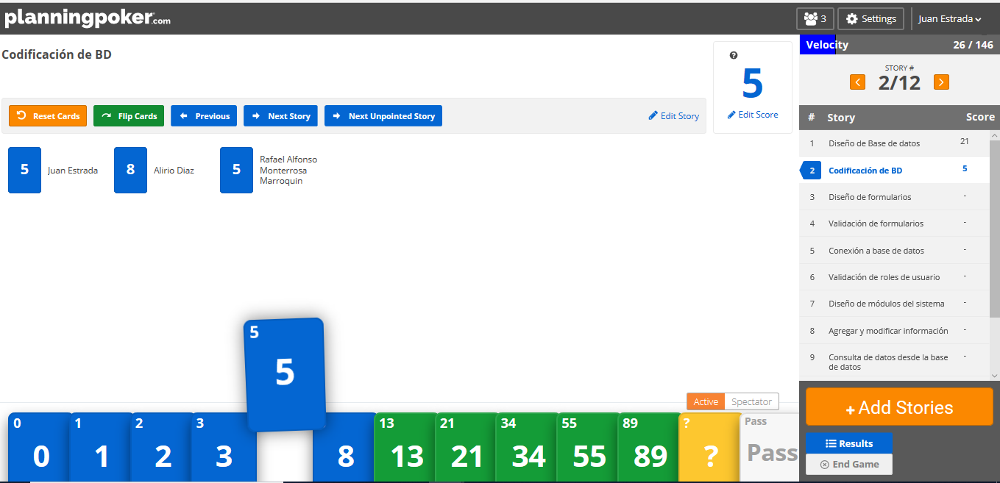 planningpoker.com
3
Settings
Juan Estrada
Codificación de BD
?
5
Edit Score
Reset Cards
Flip Cards
Previous
Next Story
Next Unpointed Story
Edit Story
5
Juan Estrada
8
Alirio Diaz
5
Rafael Alfonso
Monterrosa
Marroquin
Velocity
26 / 146
STORY #
2/12
# Story Score
1 Diseño de Base de datos 21
2 Codificación de BD 5
3 Diseño de formularios -
4 Validación de formularios -
5 Conexión a base de datos -
6 Validación de roles de usuario -
7 Diseño de módulos del sistema -
8 Agregar y modificar información -
9 Consulta de datos desde la base -
de datos
5
5
Active
Spectator
0
0
1
1
2
2
3
3
8
13
13
21
21
34
34
55
55
89
89
?
?
Pass
Pass
+ Add Stories
Results
End Game